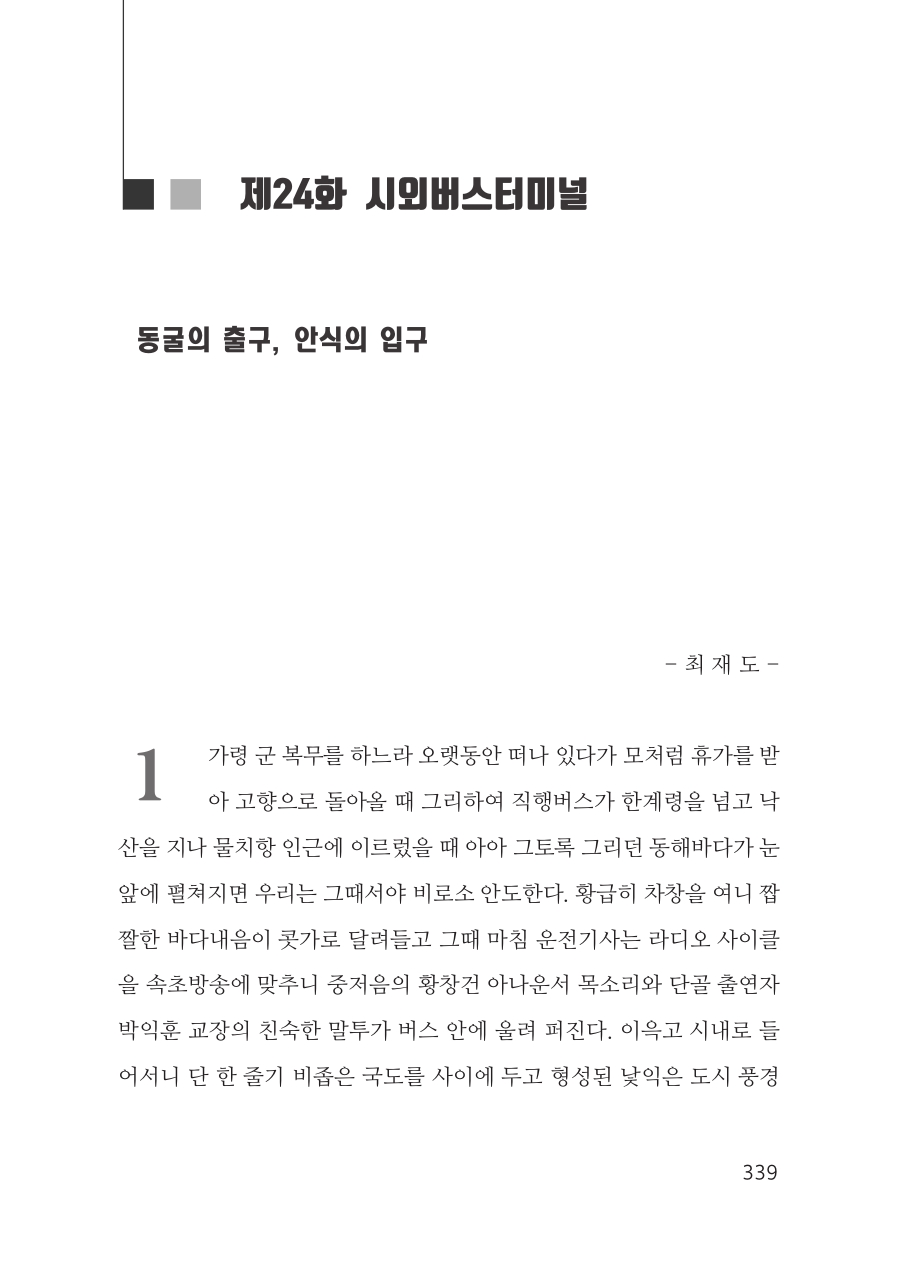 제24화 시외버스터미널
동굴의 출구, 안식의 입구
- 최 재 도 -
1
가령 군 복무를 하느라 오랫동안 떠나 있다가 모처럼 휴가를 받
아 고향으로 돌아올 때 그리하여 직행버스가 한계령을 넘고 낙
산을 지나 물치항 인근에 이르렀을 때 아아 그토록 그리던 동해바다가 눈
앞에 펼쳐지면 우리는 그때서야 비로소 안도한다. 황급히 차창을 여니 짭
짤한 바다내음이 콧가로 달려들고 그때 마침 운전기사는 라디오 사이클
을 속초방송에 맞추니 중저음의 황창건 아나운서 목소리와 단골 출연자
박익훈 교장의 친숙한 말투가 버스 안에 울려 퍼진다. 이윽고 시내로 들
어서니 단 한 줄기 비좁은 국도를 사이에 두고 형성된 낯익은 도시 풍경
339